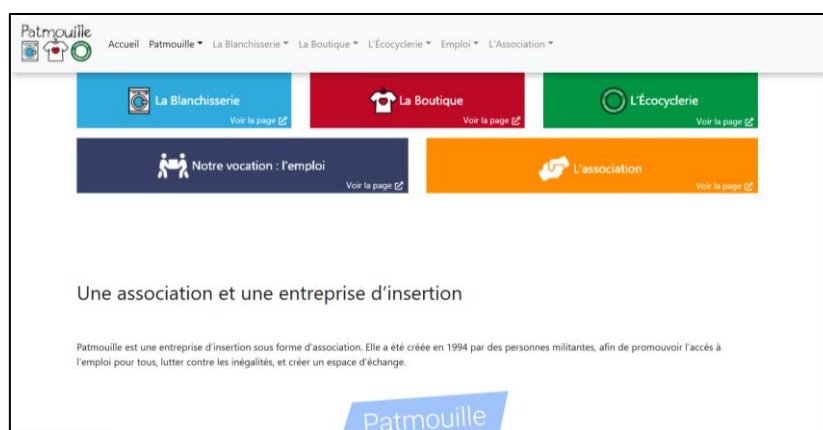 Patmouille
Accueil Patmouille La Blanchisserie La Boutique L'Écocyclerie Emploi L'Association
La Blanchisserie
Voir la page
La Boutique
Voir la page
L'Écocyclerie
Voir la page
Notre vocation : l'emploi
Voir la page
L'association
Voir la page
Une association et une entreprise d'insertion
Patmouille est une entreprise d'insertion sous forme d'association. Elle a été créée en 1994 par des personnes militantes, afin de promouvoir l'accès à
l'emploi pour tous, lutter contre les inégalités, et créer un espace d'échange.
Patmouille